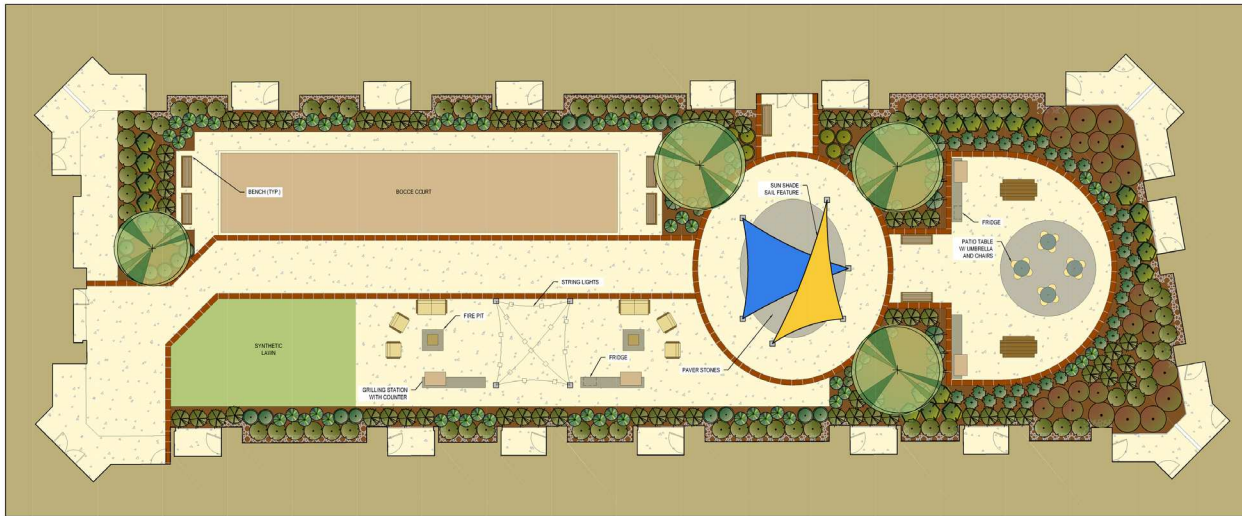 BENCH (TYP.)
BOCCE COURT
SUN SHADE
SAIL FEATURE
FRIDGE
PATIO TABLE
W/ UMBRELLA
AND CHAIRS
STRING LIGHTS
FIRE PIT
SYNTHETIC
LAWN
FRIDGE
PAVER STONES
GRILLING STATION
WITH COUNTER